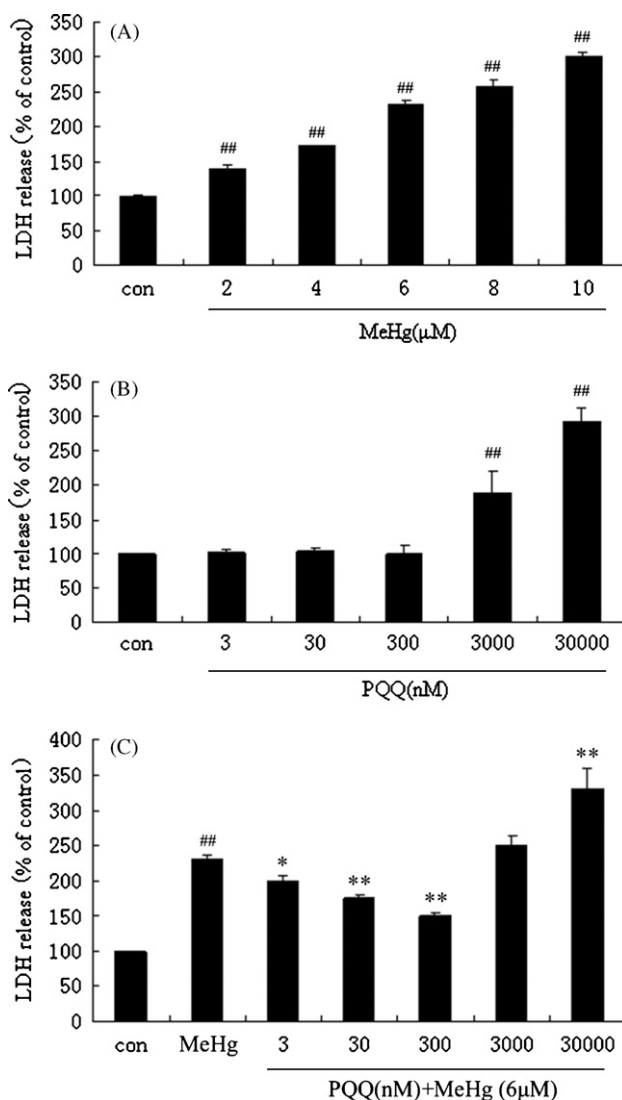 (A)
LDH release (% of control)
350
300
250
200
150
100
50
0
## ## ## ## ##
con 2 4 6 8 10
MeHg(μM)
(B)
LDH release (% of control)
350
300
250
200
150
100
50
0
## ##
con 3 30 300 3000 30000
PQQ(nM)
(C)
LDH release (% of control)
400
350
300
250
200
150
100
50
0
## * ** ** **
con MeHg 3 30 300 3000 30000
PQQ(nM)+MeHg (6μM)